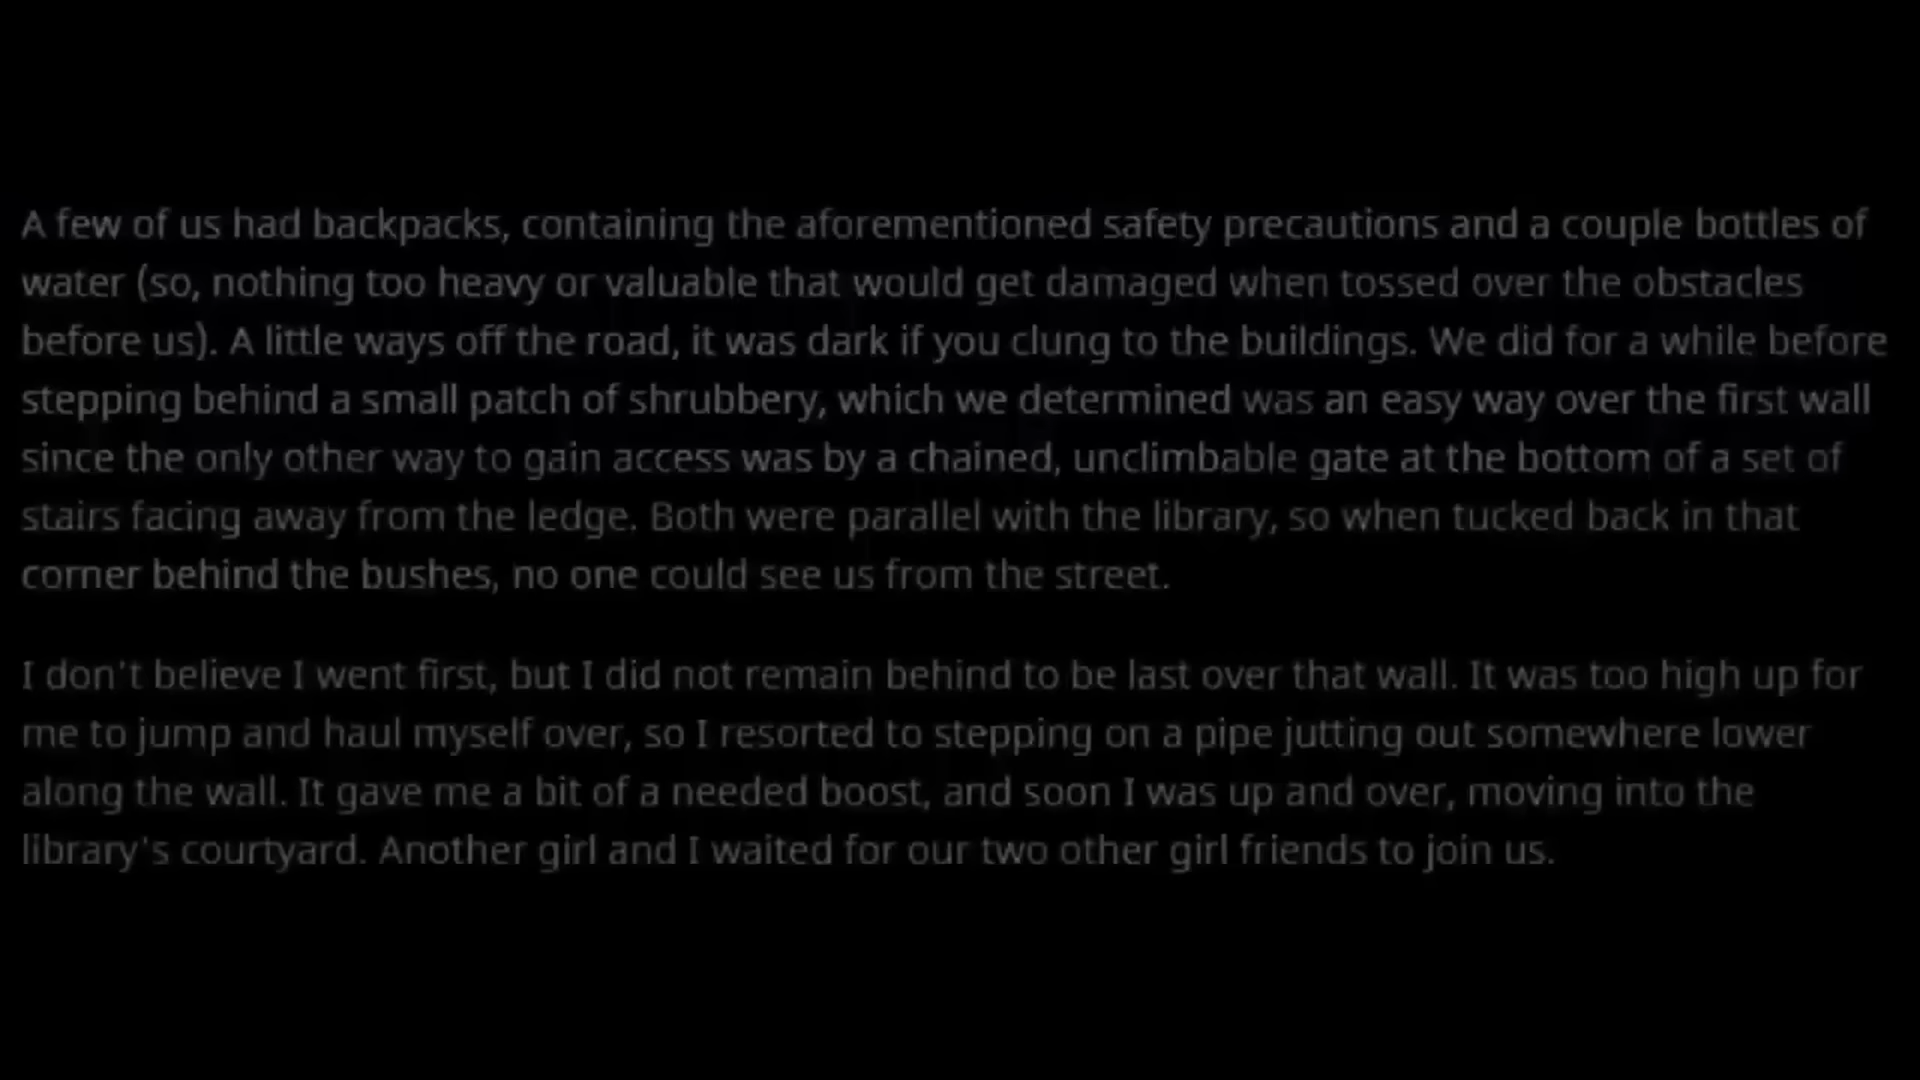 A few of us had backpacks, containing the aforementioned safety precautions and a couple bottles of
water (so, nothing too heavy or valuable that would get damaged when tossed over the obstacles
before us). A little ways off the road, it was dark if you clung to the buildings. We did for a while before
stepping behind a small patch of shrubbery, which we determined was an easy way over the first wall
since the only other way to gain access was by a chained, unclimbable gate at the bottom of a set of
stairs facing away from the ledge. Both were parallel with the library, so when tucked back in that
corner behind the bushes, no one could see us from the street.
I don't believe I went first, but I did not remain behind to be last over that wall. It was too high up for
me to jump and haul myself over, so I resorted to stepping on a pipe jutting out somewhere lower
along the wall. It gave me a bit of a needed boost, and soon I was up and over, moving into the
library's courtyard. Another girl and I waited for our two other girl friends to join us.